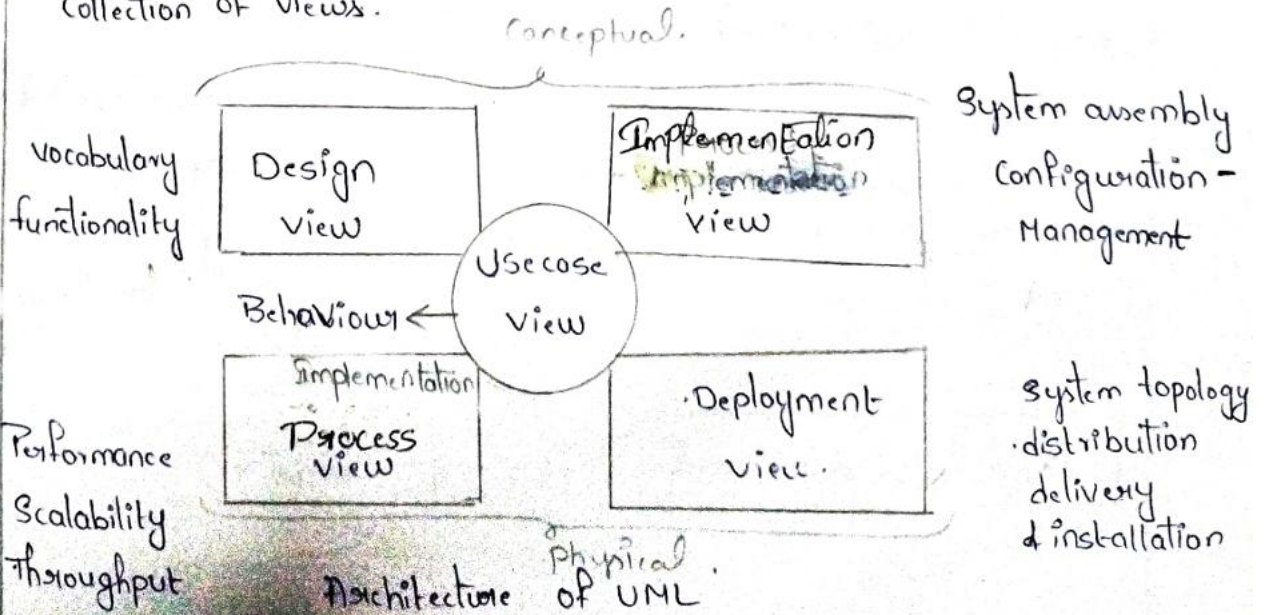 Collection of Views.
Conceptual.
Vocabulary
functionality
Design
view
Implementation
Implementation
view
System assembly
Configuration -
Management
Usecase
view
Behaviour
Implementation
Process
view
Deployment
view.
Performance
Scalability
Throughput
System topology
distribution
delivery
& installation
physical.
Architecture of UML